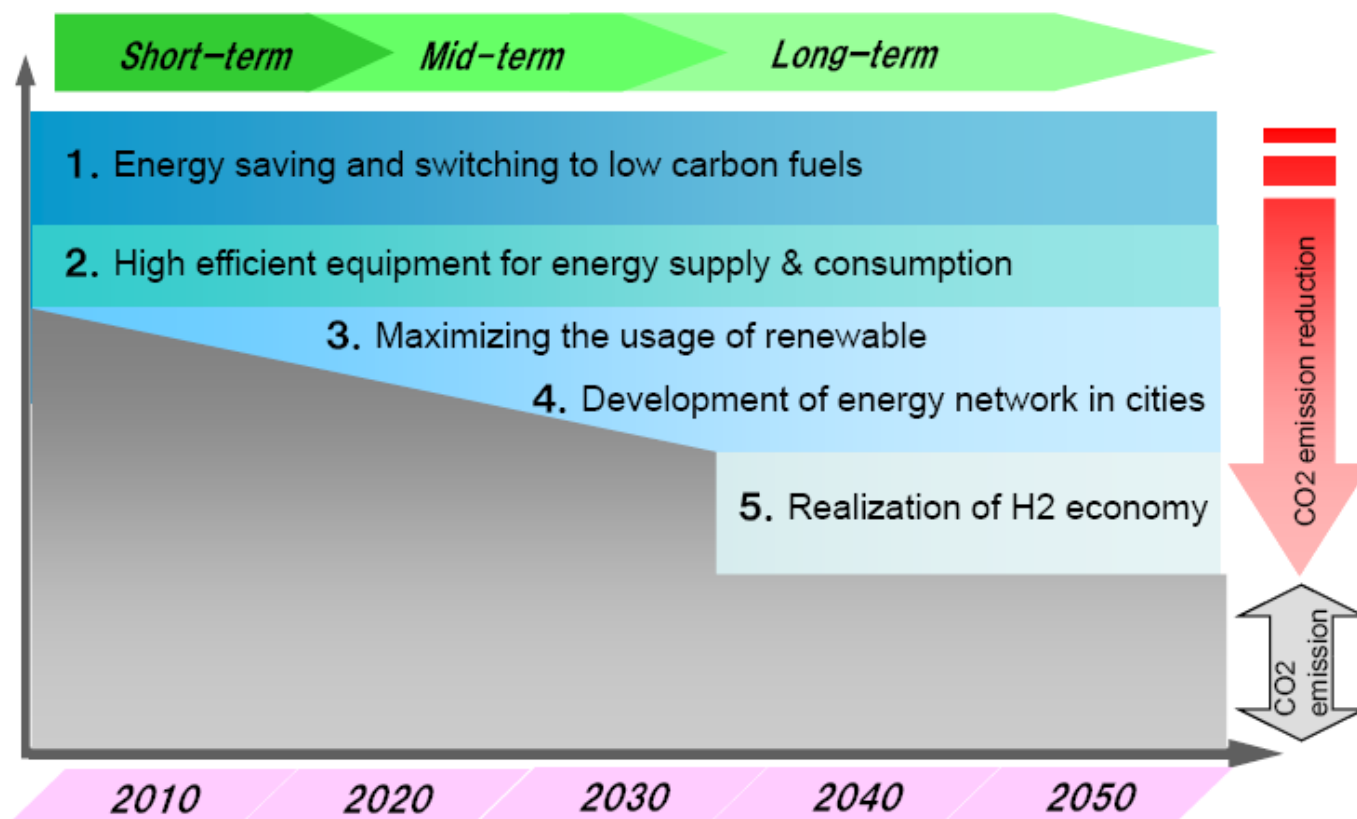 Short-term Mid-term Long-term
1. Energy saving and switching to low carbon fuels
2. High efficient equipment for energy supply & consumption
3. Maximizing the usage of renewable
4. Development of energy network in cities
5. Realization of H2 economy
CO2 emission reduction
CO2
emission
2010 2020 2030 2040 2050